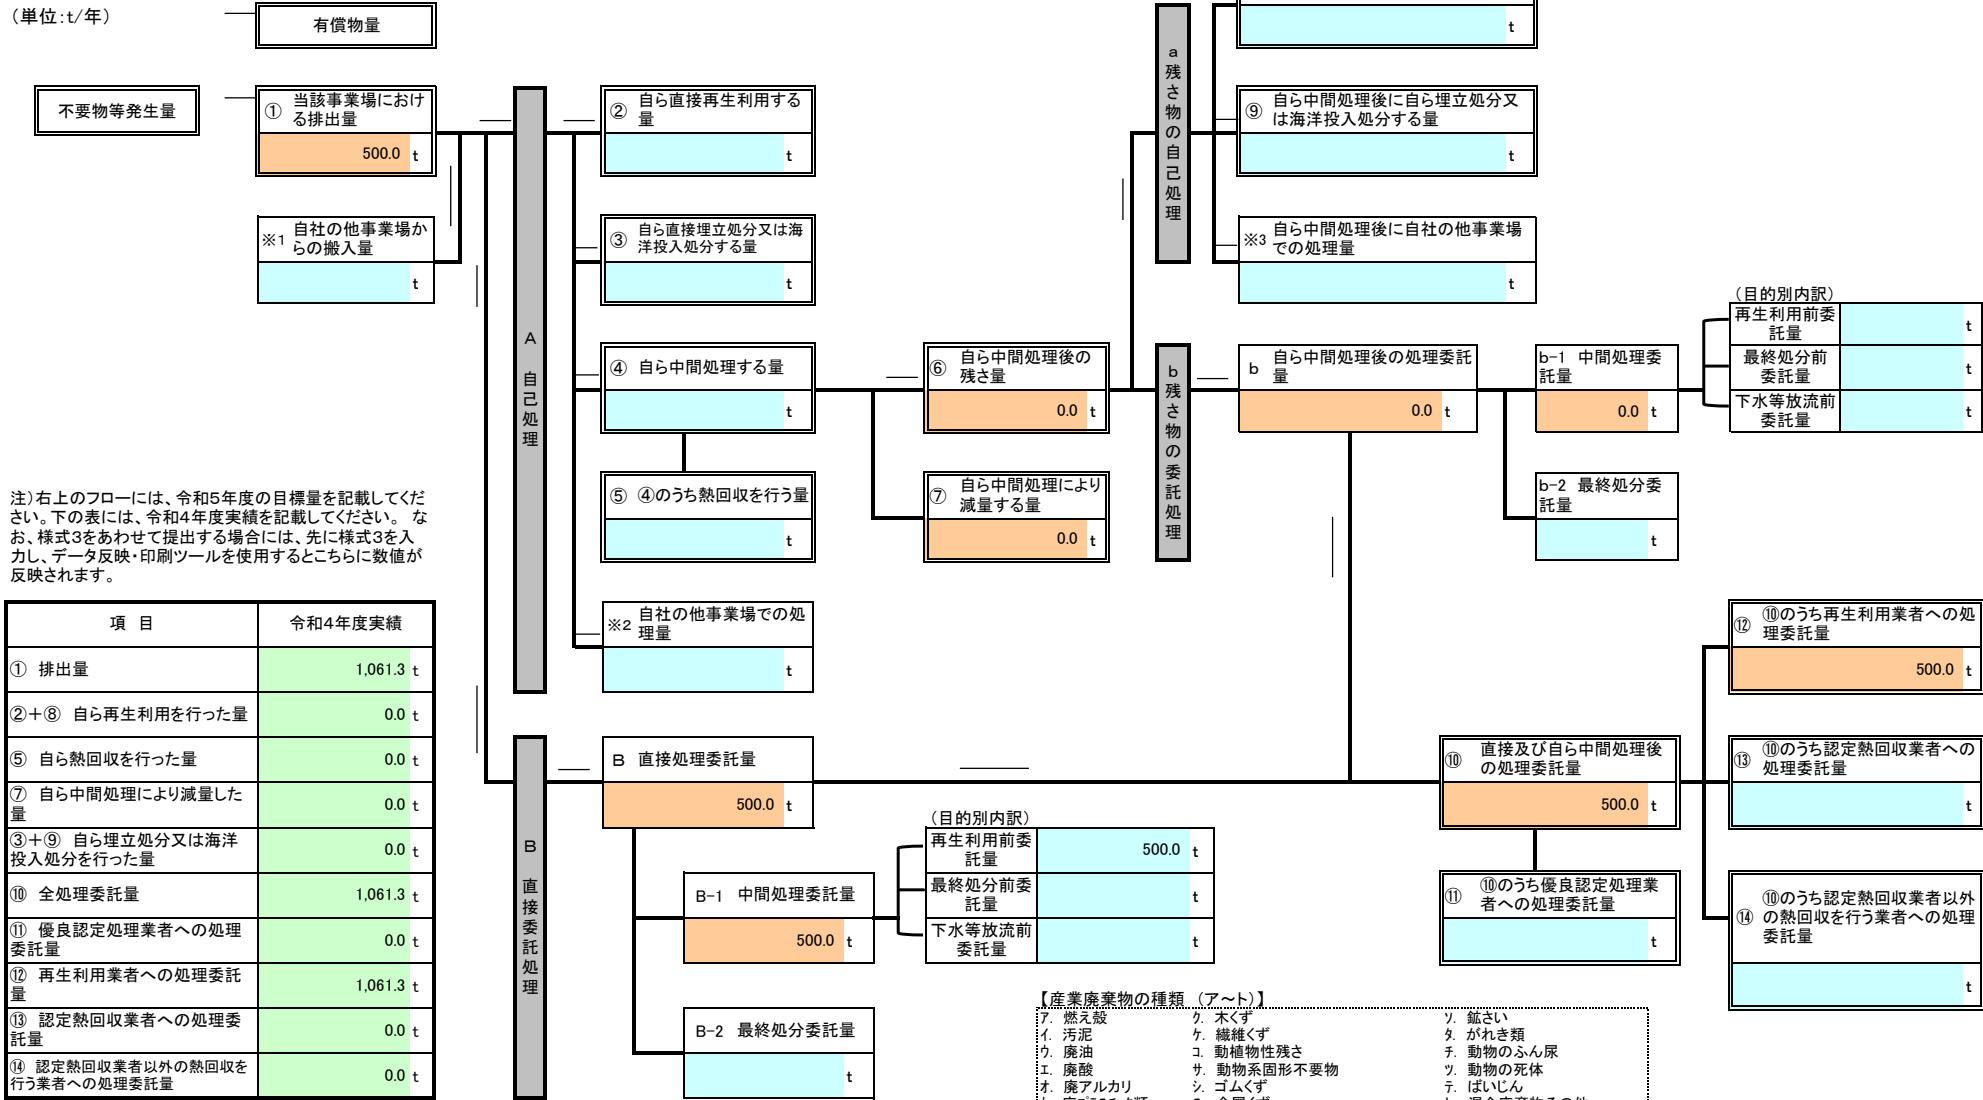 （単位：t/年）
有償物量
t
不要物等発生量
① 当該事業場におけ
る排出量
500.0 t
※1 自社の他事業場か
らの搬入量
t
A 自己処理
② 自ら直接再生利用する
量
t
③ 自ら直接埋立処分又は海
洋投入処分する量
t
④ 自ら中間処理する量
t
⑤ ④のうち熱回収を行う量
t
※2 自社の他事業場での処
理量
t
⑥ 自ら中間処理後の
残さ量
0.0 t
⑦ 自ら中間処理により
減量する量
0.0 t
a 残さ物の自己処理
⑨ 自ら中間処理後に自ら埋立処分又
は海洋投入処分する量
t
※3 自ら中間処理後に自社の他事業場
での処理量
t
b 残さ物の委託処理
b 自ら中間処理後の処理委託
量
0.0 t
b-1 中間処理委
託量
0.0 t
b-2 最終処分委
託量
t
（目的別内訳）
再生利用前委
託量
t
最終処分前
委託量
t
下水等放流前
委託量
t
注）右上のフローには、令和5年度の目標量を記載してくだ
さい。下の表には、令和4年度実績を記載してください。 な
お、様式3をあわせて提出する場合には、先に様式3を入
力し、データ反映・印刷ツールを使用するとこちらに数値が
反映されます。
項 目 令和4年度実績
① 排出量 1,061.3 t
②+⑧ 自ら再生利用を行った量 0.0 t
⑤ 自ら熱回収を行った量 0.0 t
⑦ 自ら中間処理により減量した
量 0.0 t
③+⑨ 自ら埋立処分又は海洋
投入処分を行った量 0.0 t
⑩ 全処理委託量 1,061.3 t
⑪ 優良認定処理業者への処理
委託量 0.0 t
⑫ 再生利用業者への処理委託
量 1,061.3 t
⑬ 認定熱回収業者への処理委
託量 0.0 t
⑭ 認定熱回収業者以外の熱回収を
行う業者への処理委託量 0.0 t
B 直接委託処理
B 直接処理委託量
500.0 t
B-1 中間処理委託量
500.0 t
B-2 最終処分委託量
t
（目的別内訳）
再生利用前委
託量
500.0 t
最終処分前委
託量
t
下水等放流前
委託量
t
⑩ 直接及び自ら中間処理後
の処理委託量
500.0 t
⑪ ⑩のうち優良認定処理業
者への処理委託量
t
⑫ ⑩のうち再生利用業者への処
理委託量
500.0 t
⑬ ⑩のうち認定熱回収業者への
処理委託量
t
⑭ ⑩のうち認定熱回収業者以外
の熱回収を行う業者への処理
委託量
t
【産業廃棄物の種類 （ア～ト）】
ア. 燃え殻 ク. 木くず ソ. 鉱さい
イ. 汚泥 ケ. 繊維くず タ. がれき類
ウ. 廃油 コ. 動植物性残さ チ. 動物のふん尿
エ. 廃酸 サ. 動物系固形不要物 ツ. 動物の死体
オ. 廃アルカリ シ. ゴムくず テ. ばいじん